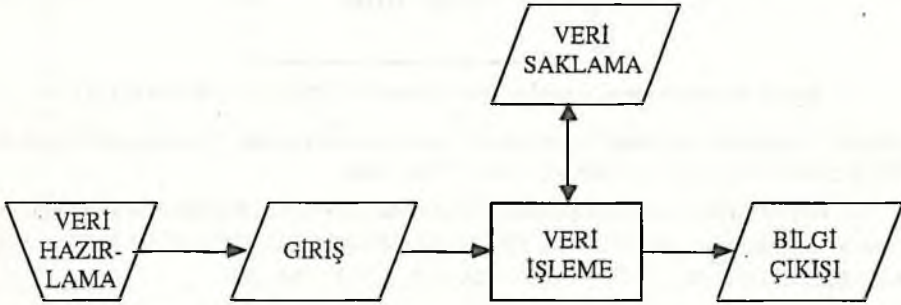 VERİ
SAKLAMA
VERİ
HAZIR-
LAMA
GİRİŞ
VERİ
İŞLEME
BİLGİ
ÇIKIŞI